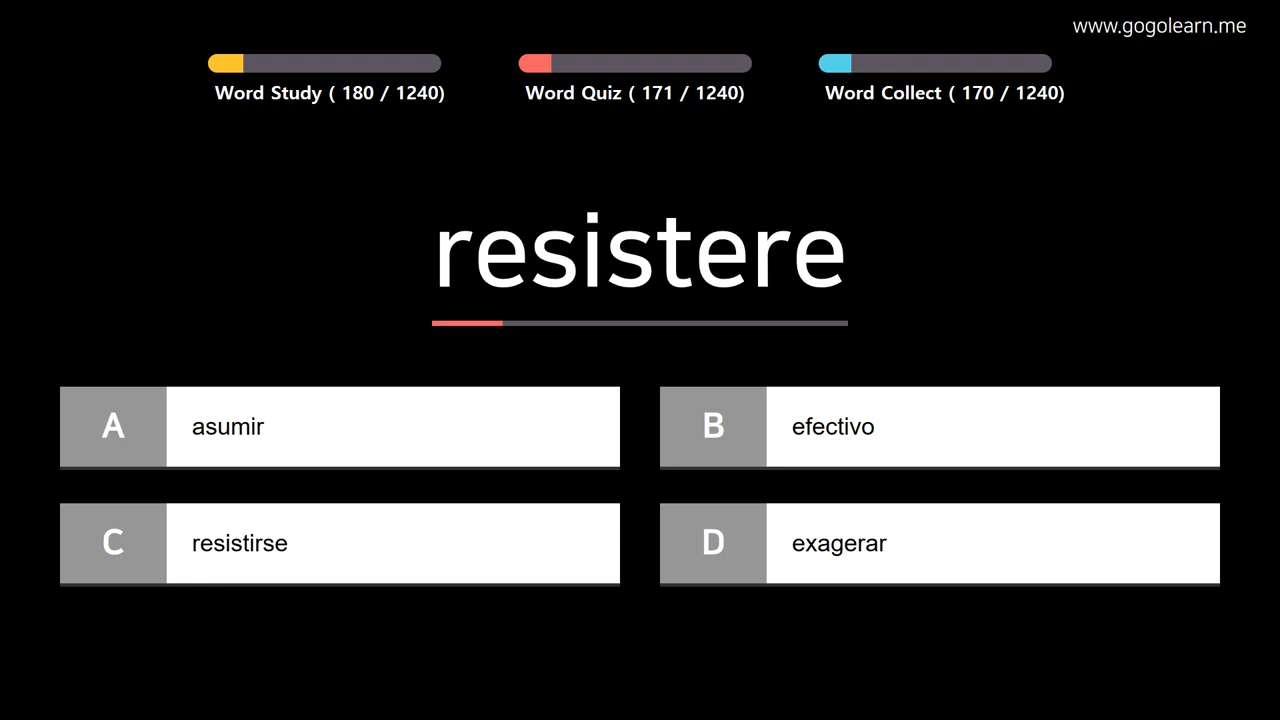 www.gogolearn.me
Word Study ( 180 / 1240)
Word Quiz ( 171 / 1240)
Word Collect ( 170 / 1240)
resistere
A
asumir
B
efectivo
C
resistirse
D
exagerar